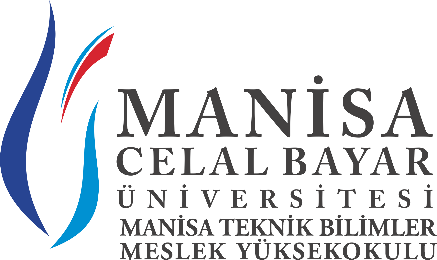 MANİSA
CELAL BAYAR
ÜNİVERSİTESİ
MANİSA TEKNİK BİLİMLER
MESLEK YÜKSEKOKULU